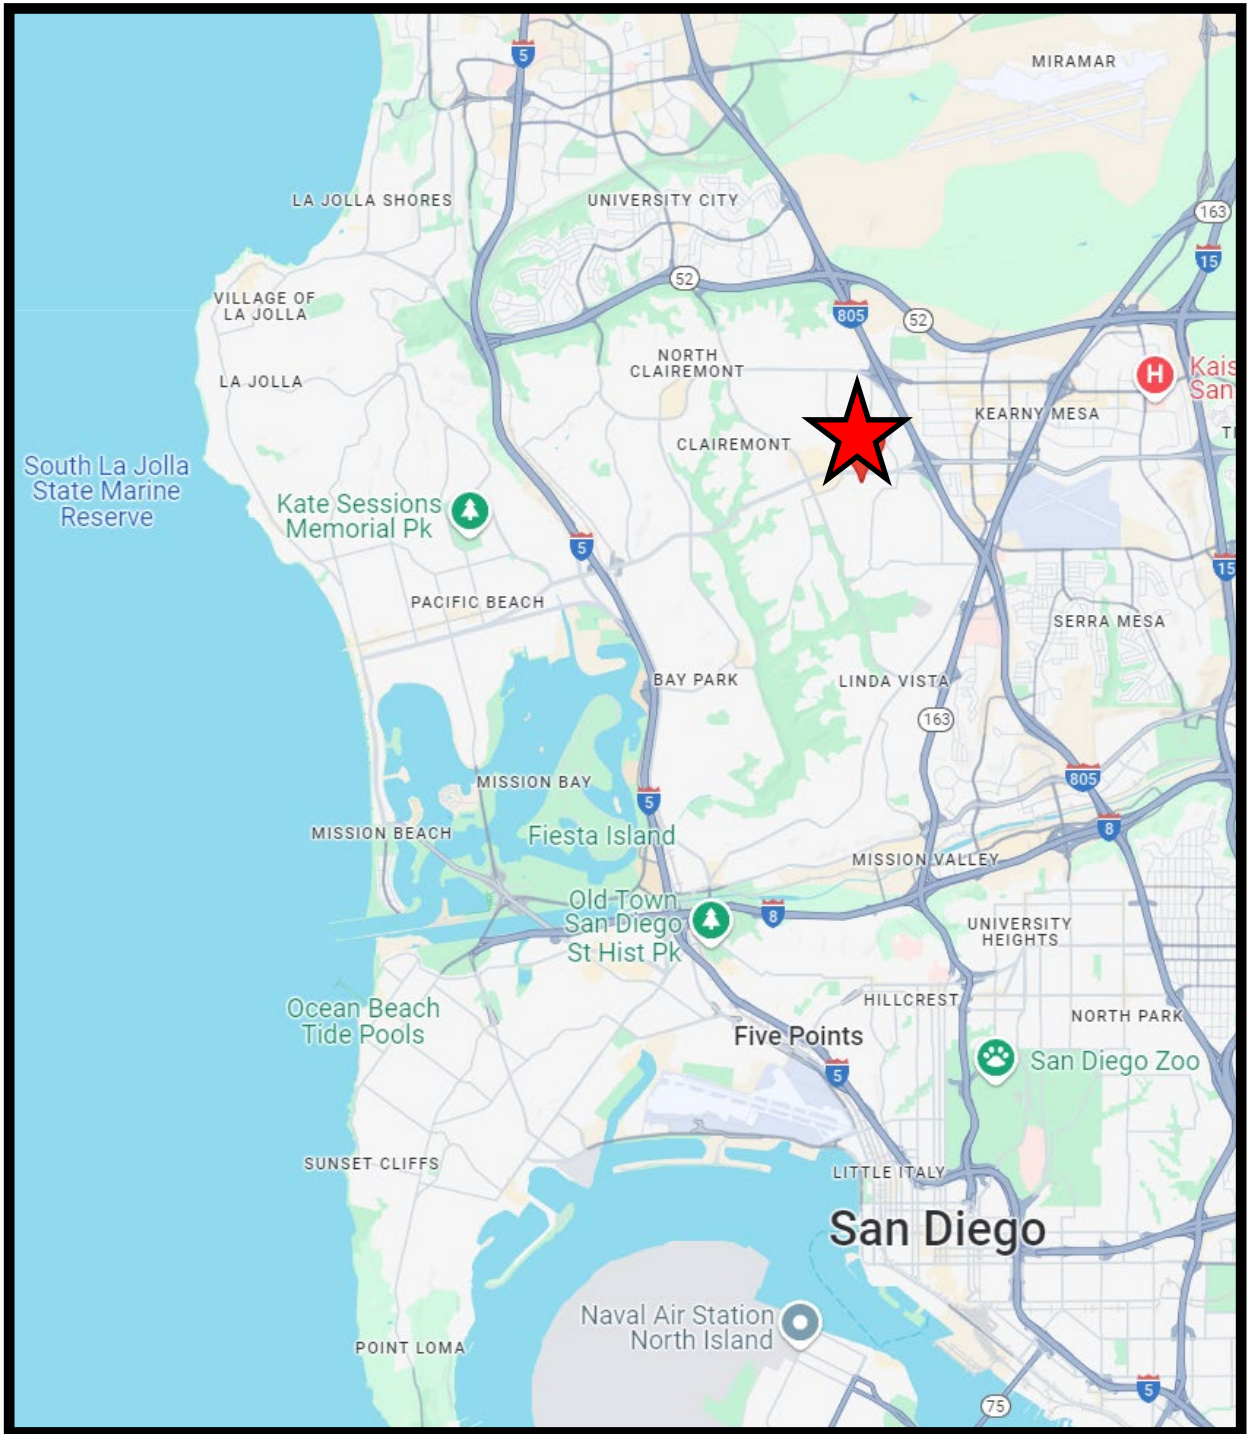 5
MIRAMAR
LA JOLLA SHORES
UNIVERSITY CITY
163
15
52
VILLAGE OF
LA JOLLA
805
52
NORTH
CLAIREMONT
H
Kais
San
LA JOLLA
KEARNY MESA
CLAIREMONT
South La Jolla
State Marine
Reserve
Kate Sessions
Memorial Pk
5
15
PACIFIC BEACH
SERRA MESA
BAY PARK
LINDA VISTA
163
805
MISSION BAY
5
8
MISSION BEACH
Fiesta Island
MISSION VALLEY
Old Town
San Diego
St Hist Pk
8
UNIVERSITY
HEIGHTS
HILLCREST
Ocean Beach
Tide Pools
NORTH PARK
Five Points
5
San Diego Zoo
SUNSET CLIFFS
LITTLE ITALY
San Diego
Naval Air Station
North Island
POINT LOMA
5
75